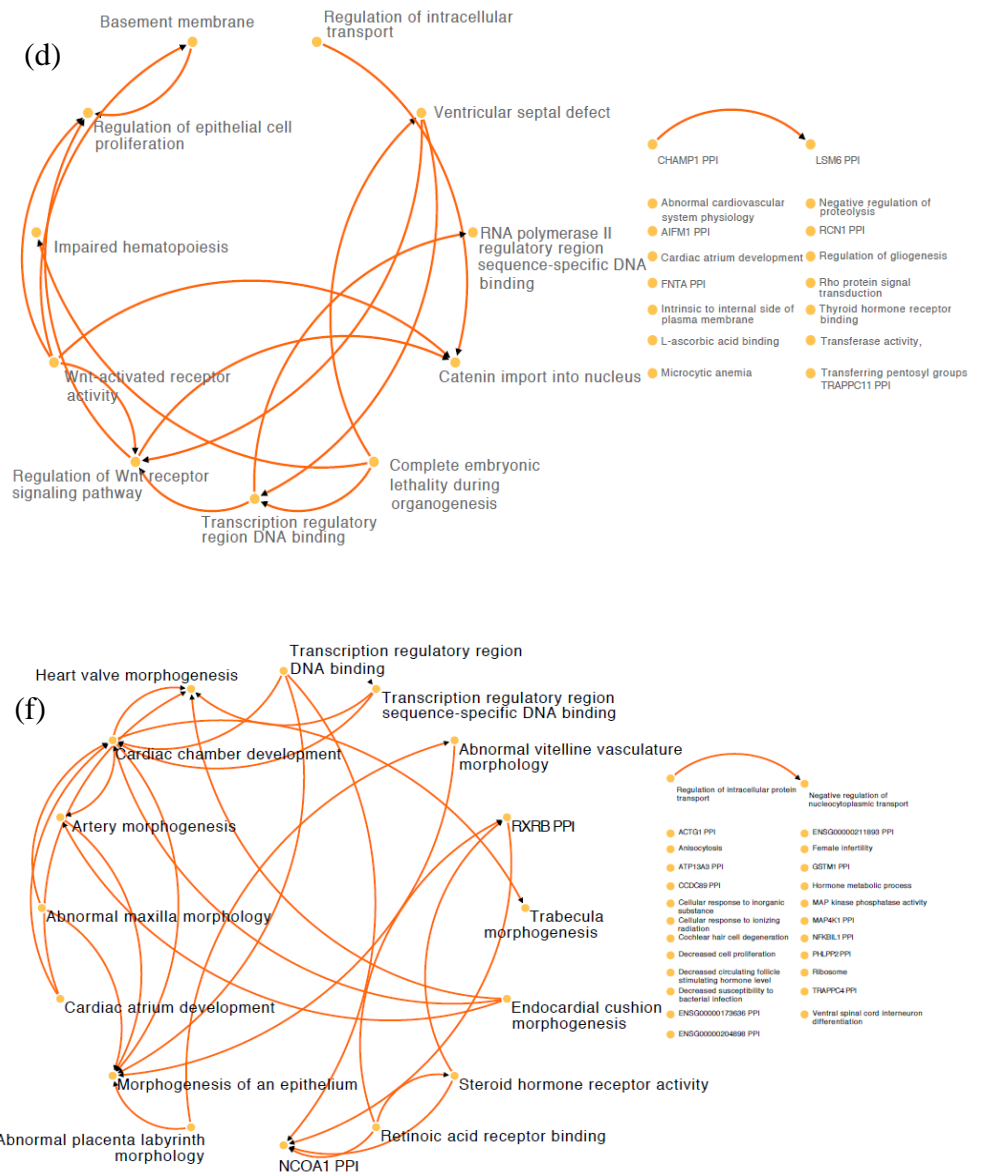 (d)
Basement membrane
Regulation of intracellular
transport
Regulation of epithelial cell
proliferation
Ventricular septal defect
Impaired hematopoiesis
RNA polymerase II
regulatory region
sequence-specific DNA
binding
Wnt-activated receptor
activity
Catenin import into nucleus
Regulation of Wnt receptor
signaling pathway
Complete embryonic
lethality during
organogenesis
Transcription regulatory
region DNA binding
CHAMP1 PPI
LSM6 PPI
Abnormal cardiovascular
system physiology
Negative regulation of
proteolysis
AIFM1 PPI
RCN1 PPI
Cardiac atrium development
Regulation of gliogenesis
FNTA PPI
Rho protein signal
transduction
Intrinsic to internal side of
plasma membrane
Thyroid hormone receptor
binding
L-ascorbic acid binding
Transferase activity,
Microcytic anemia
Transferring pentosyl groups
TRAPPC11 PPI
(f)
Transcription regulatory region
DNA binding
Heart valve morphogenesis
Transcription regulatory region
sequence-specific DNA binding
Cardiac chamber development
Abnormal vitelline vasculature
morphology
Artery morphogenesis
RXRB PPI
Abnormal maxilla morphology
Trabecula
morphogenesis
Cardiac atrium development
Endocardial cushion
morphogenesis
Morphogenesis of an epithelium
Steroid hormone receptor activity
Abnormal placenta labyrinth
morphology
Retinoic acid receptor binding
NCOA1 PPI
Regulation of intracellular protein
transport
Negative regulation of
nucleocytoplasmic transport
ACTG1 PPI
ENSG00000211893 PPI
Anisocytosis
Female infertility
ATP13A3 PPI
GSTM1 PPI
CCDC89 PPI
Hormone metabolic process
Cellular response to inorganic
substance
MAP kinase phosphatase activity
Cellular response to ionizing
radiation
MAP4K1 PPI
Cochlear hair cell degeneration
NFKBIL1 PPI
Decreased cell proliferation
PHLPP2 PPI
Decreased circulating follicle
stimulating hormone level
Ribosome
Decreased susceptibility to
bacterial infection
TRAPPC4 PPI
ENSG00000173636 PPI
Ventral spinal cord interneuron
differentiation
ENSG00000204898 PPI